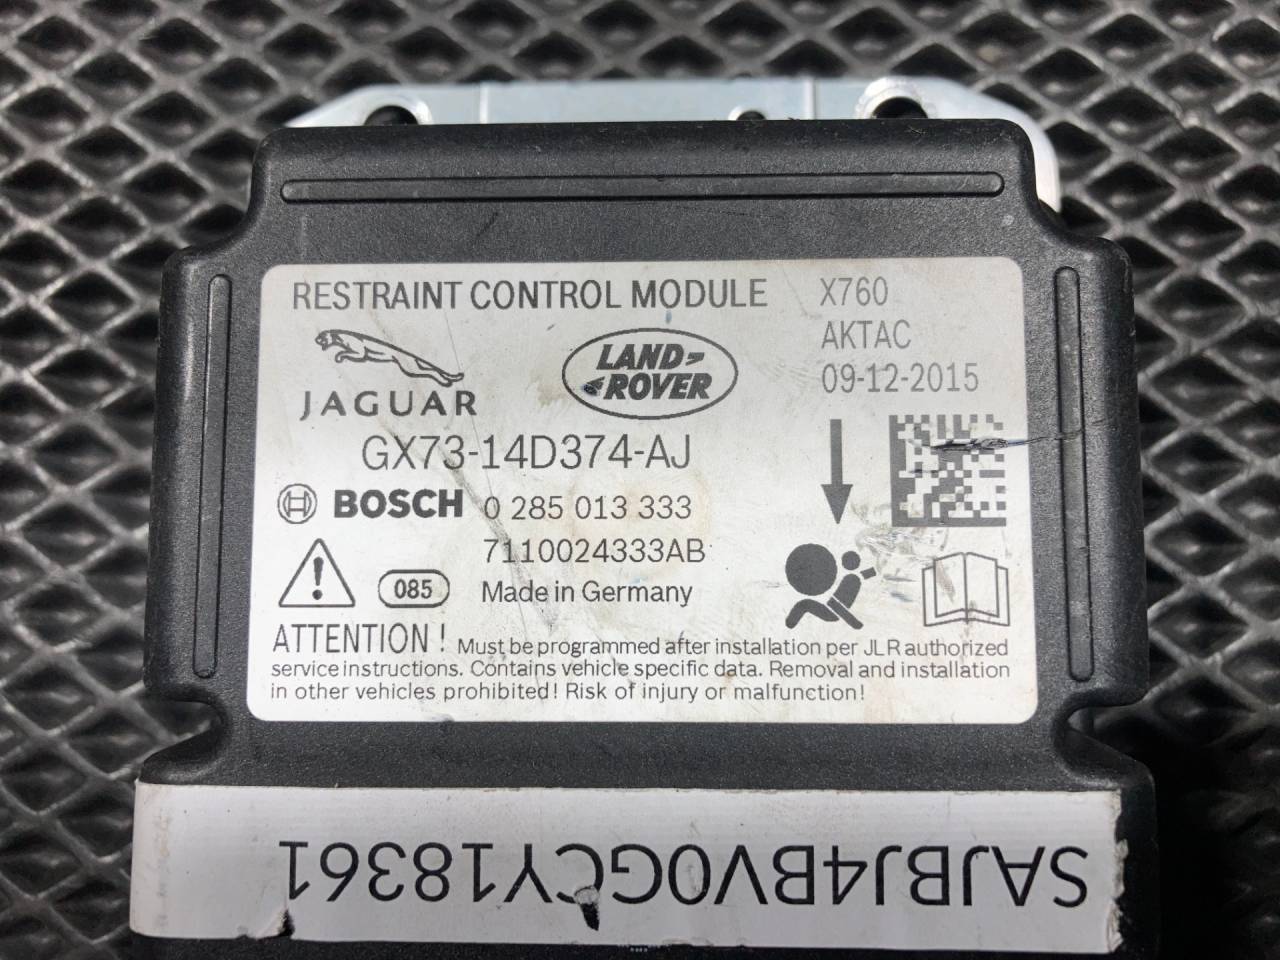 RESTRAINT CONTROL MODULE
X760
AKTAC
09-12-2015
JAGUAR
LAND-
ROVER
GX73-14D374-AJ
BOSCH 0 285 013 333
7110024333AB
085 Made in Germany
ATTENTION! Must be programmed after installation per JLR authorized
service instructions. Contains vehicle specific data. Removal and installation
in other vehicles prohibited! Risk of injury or malfunction!
SAJBJ4BV0GCY18361